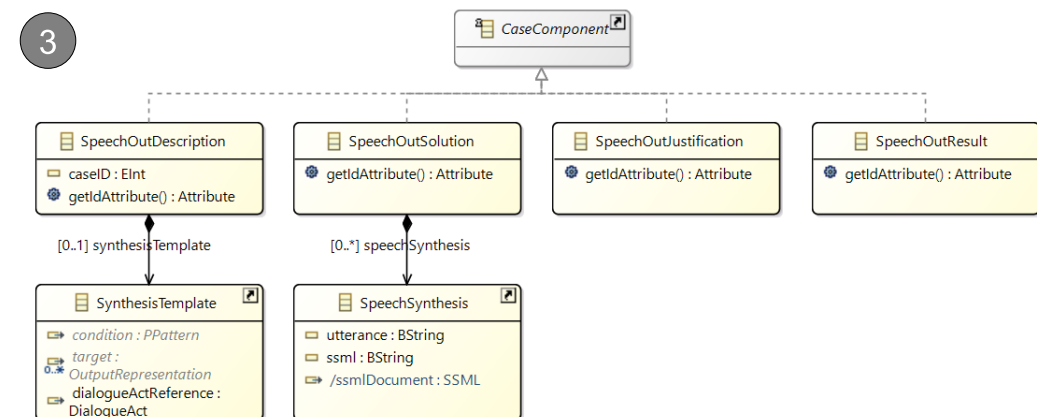 3
CaseComponent
SpeechOutDescription
caseID : EInt
getIdAttribute() : Attribute
SpeechOutSolution
getIdAttribute() : Attribute
SpeechOutJustification
getIdAttribute() : Attribute
SpeechOutResult
getIdAttribute() : Attribute
[0..1] synthesisTemplate
[0..*] speechSynthesis
SynthesisTemplate
condition : PPattern
target :
0..*
OutputRepresentation
dialogueActReference :
DialogueAct
SpeechSynthesis
utterance : BString
ssml : BString
/ssmlDocument : SSML